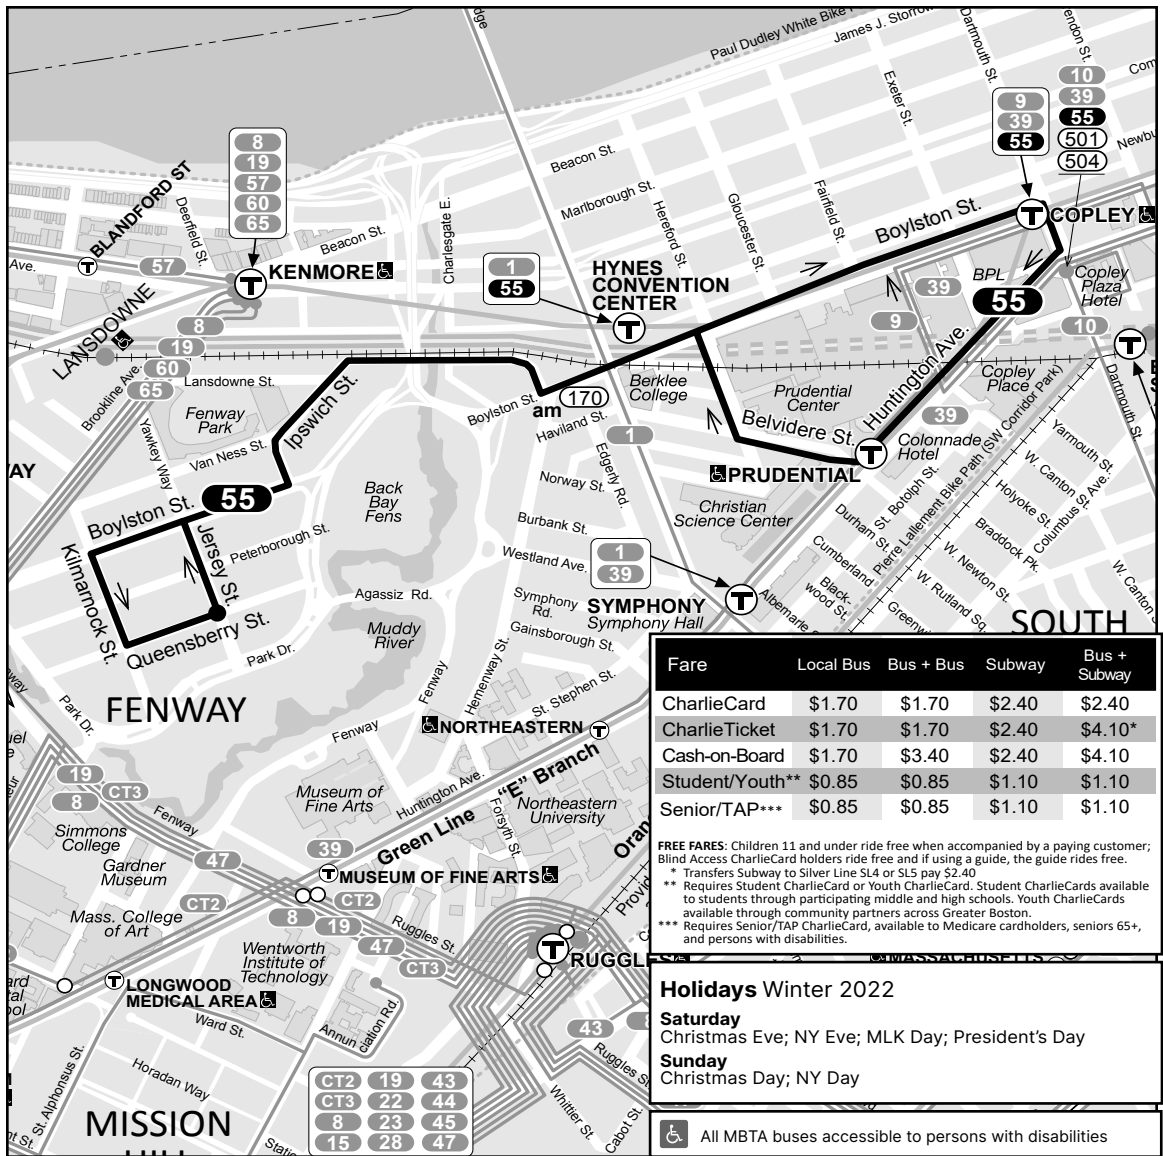 Paul Dudley White Bike
James J. Storrow
Dartmouth St.
10
39
55
501
504
9
39
55
Exeter St.
Newbu
8
19
57
60
65
Beacon St.
Marlborough St.
Hereford St.
Gloucester St.
Fairfield St.
Boylston St.
COPLEY
BLANDFORD ST
Deerfield St.
Beacon St.
Charlesgate E.
Ave.
57
KENMORE
1
55
HYNES
CONVENTION
CENTER
39
BPL
55
Copley
Plaza
Hotel
9
10
LANSDOWNE
8
19
60
65
Brookline Ave.
Lansdowne St.
Ipswich St.
Fenway
Park
Yawkey Way
Van Ness St.
Boylston St.
am 170
Haviland St.
Berklee
College
Prudential
Center
Huntington Ave.
Copley
Place
Dartmouth St.
39
1
Edgerly Rd.
Belvidere St.
Colonnade
Hotel
PRUDENTIAL
WAY
Boylston St.
55
Back
Bay
Fens
Norway St.
Christian
Science Center
St. Botolph St.
Durham St.
Pierre Lallement Bike Path (SW Corridor Park)
Yarmouth St.
W. Canton St.
Columbus Ave.
Holyoke St.
Braddock Pk.
W. Newton St.
W. Rutland Sq.
W. Canton
Kilmarnock St.
Jersey St.
Peterborough St.
Burbank St.
Westland Ave.
1
39
Cumberland
Black-
wood St.
Albemarle
Greenw
Queensberry St.
Agassiz Rd.
Symphony
Rd.
Gainsborough St.
SYMPHONY
Symphony Hall
SOUTH
Muddy
River
Park Dr.
FENWAY
Park Dr.
Fenway
Hemenway St.
St. Stephen St.
Fenway
NORTHEASTERN
Fare Local Bus Bus + Bus Subway Bus + Subway
CharlieCard $1.70 $1.70 $2.40 $2.40
CharlieTicket $1.70 $1.70 $2.40 $4.10*
Cash-on-Board $1.70 $3.40 $2.40 $4.10
Student/Youth** $0.85 $0.85 $1.10 $1.10
Senior/TAP*** $0.85 $0.85 $1.10 $1.10
FREE FARES: Children 11 and under ride free when accompanied by a paying customer;
Blind Access CharlieCard holders ride free and if using a guide, the guide rides free.
* Transfers Subway to Silver Line SL4 or SL5 pay $2.40
** Requires Student CharlieCard or Youth CharlieCard. Student CharlieCards available
to students through participating middle and high schools. Youth CharlieCards
available through community partners across Greater Boston.
*** Requires Senior/TAP CharlieCard, available to Medicare cardholders, seniors 65+,
and persons with disabilities.
19
CT3
8
Fenway
Simmons
College
47
Gardner
Museum
CT2
Mass. College
of Art
Museum of
Fine Arts
Huntington Ave.
Green Line "E" Branch
Forsyth St.
Northeastern
University
39
MUSEUM OF FINE ARTS
CT2
8
19
47
CT3
Ruggles St.
Wentworth
Institute of
Technology
LONGWOOD
MEDICAL AREA
RUGGLES
MASSACHUSETTS
Ward St.
Annunciation Rd.
St. Alphonsus St.
Horadan Way
43
Ruggles St.
Whittier St.
Cabot St.
MISSION
HILL
CT2 19 43
CT3 22 44
8 23 45
15 28 47
Holidays Winter 2022
Saturday
Christmas Eve; NY Eve; MLK Day; President's Day
Sunday
Christmas Day; NY Day
All MBTA buses accessible to persons with disabilities